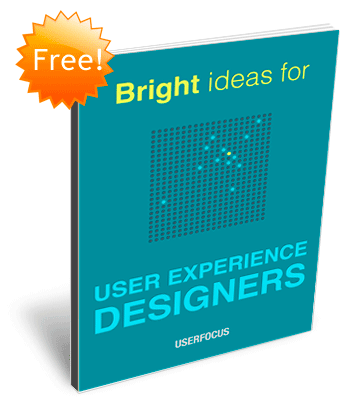 Free!
Bright ideas for
USER EXPERIENCE
DESIGNERS
USERFOCUS